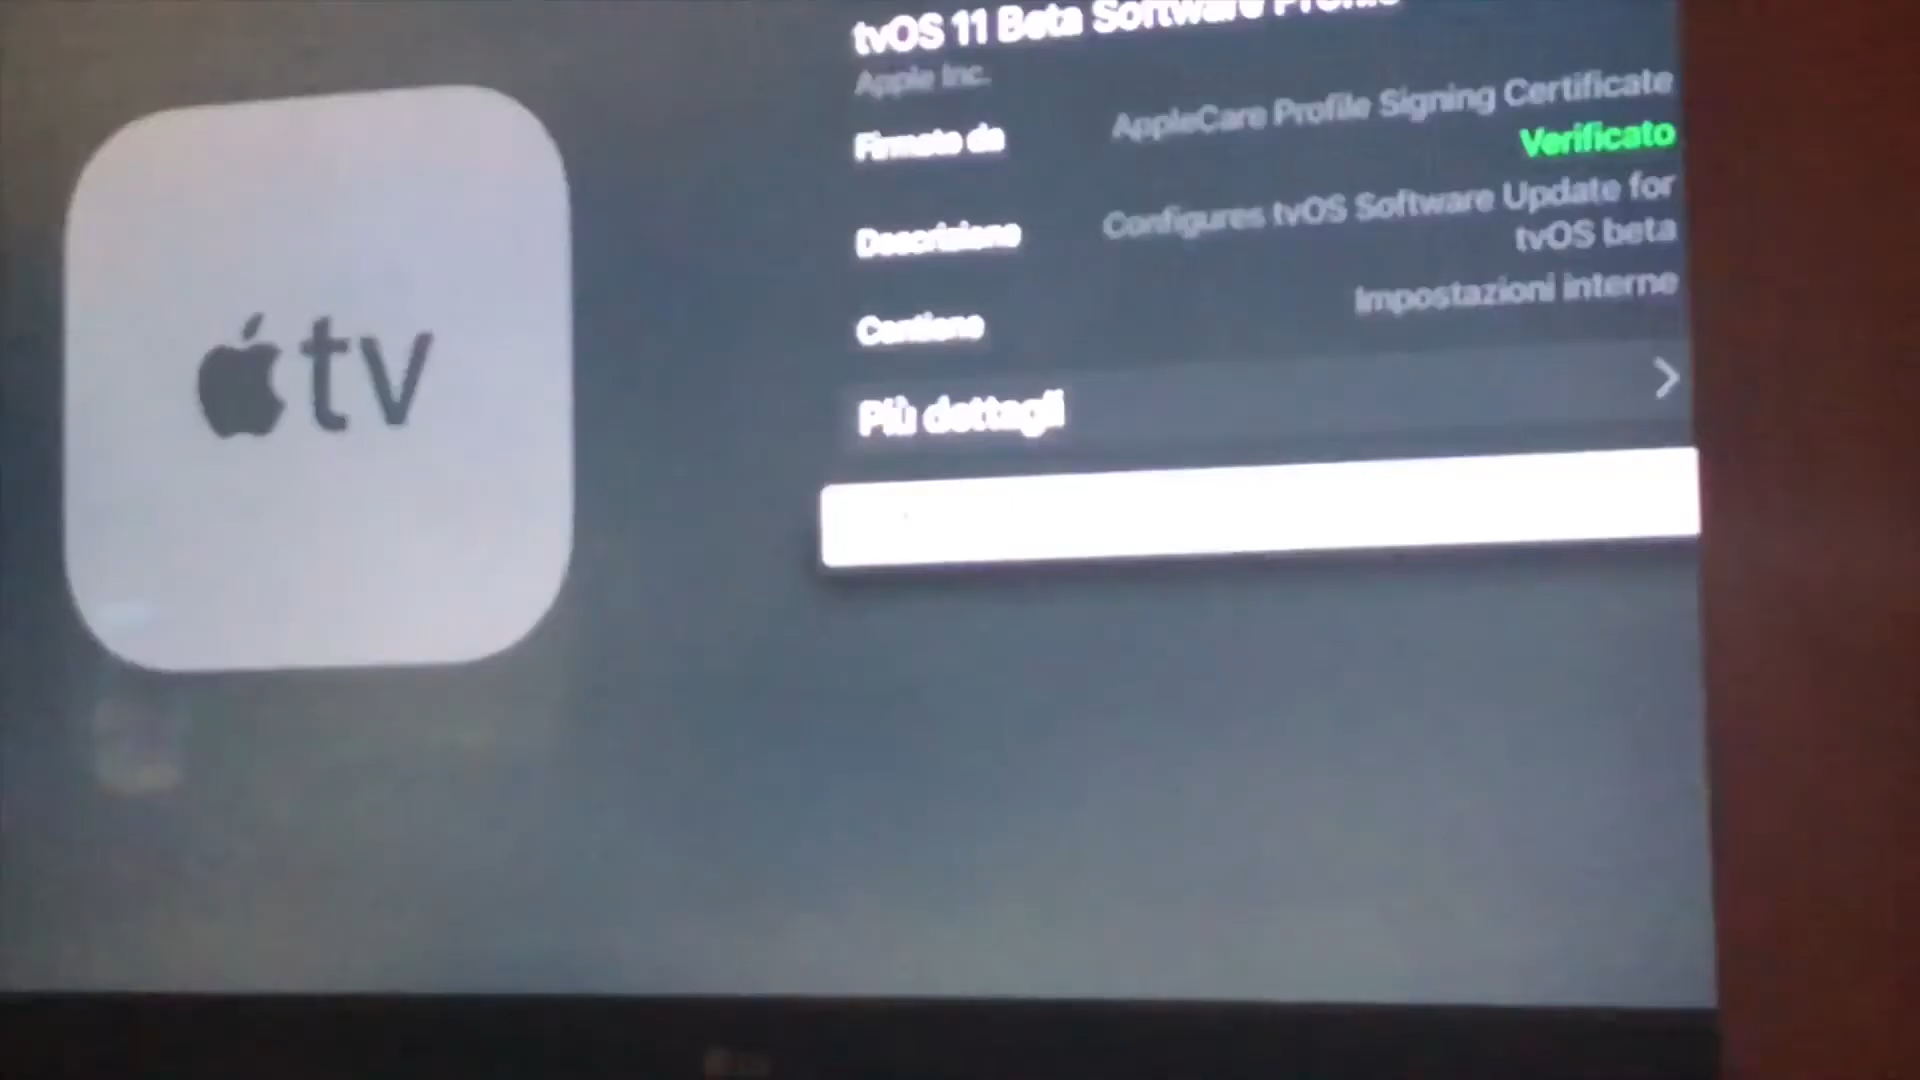 tvOS 11 Beta Software Profile
Apple Inc.
Firmato da
AppleCare Profile Signing Certificate
Verificato
Descrizione
Configures tvOS Software Update for
tvOS beta
Contiene
Impostazioni interne
Più dettagli
tv